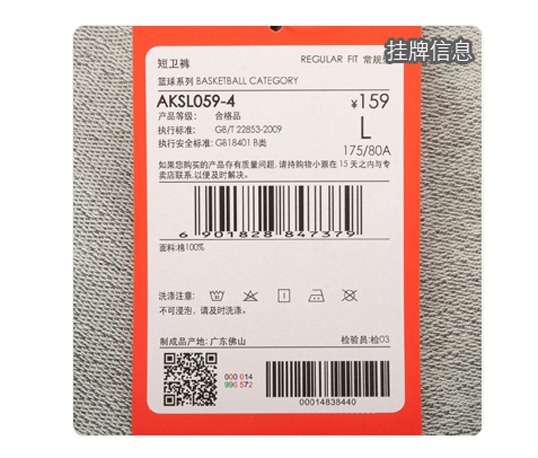 挂牌信息
短卫裤
REGULAR FIT 常规
篮球系列 BASKETBALL CATEGORY
AKSL059-4
¥159
产品等级： 合格品
执行标准： GB/T 22853-2009
L
执行安全标准: GB18401 B类
175/80A
如果您购买的产品存有质量问题, 请持购物小票在 15 天之内与专
卖店联系,以便及时解决。
6 901828 847379
面料:棉100%
洗涤注意:
不可浸泡，请及时洗涤。
制成品产地: 广东佛山
检验员:检03
000 014
996 572
00014838440